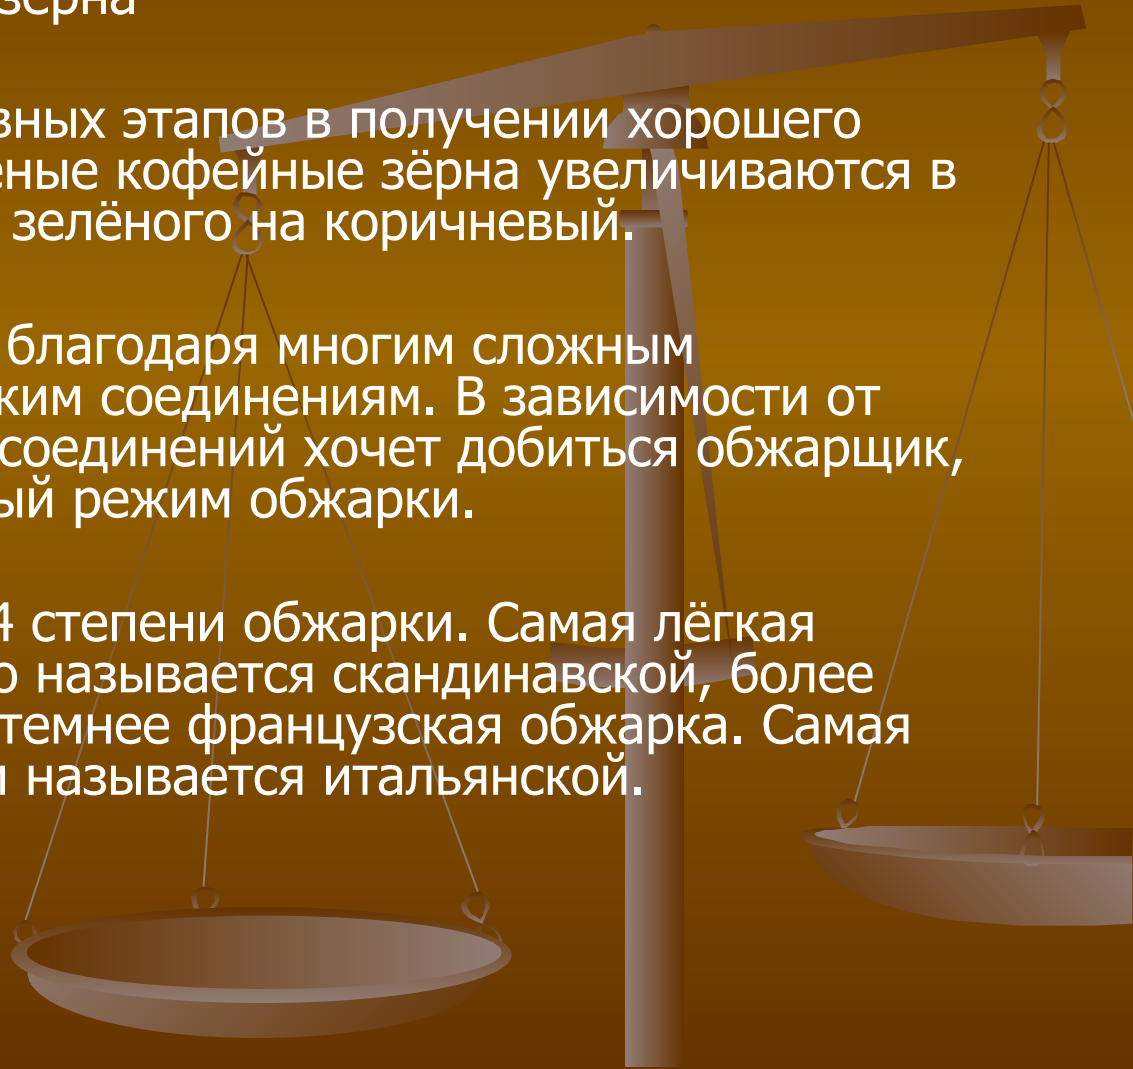 зерна
вных этапов в получении хорошего
еные кофейные зёрна увеличиваются в
зелёного на коричневый.
благодаря многим сложным
ким соединениям. В зависимости от
соединений хочет добиться обжарщик,
ый режим обжарки.
4 степени обжарки. Самая лёгкая
о называется скандинавской, более
темнее французская обжарка. Самая
и называется итальянской.